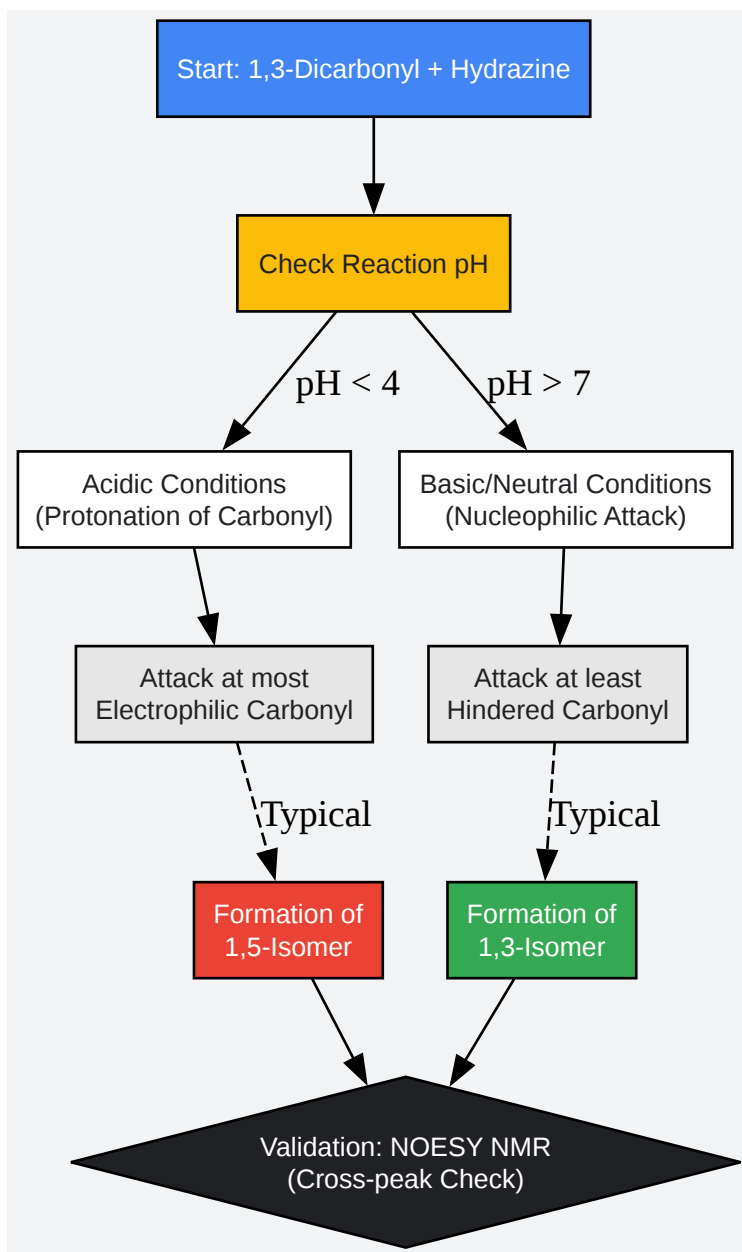 Start: 1,3-Dicarbonyl + Hydrazine
Check Reaction pH
pH < 4
pH > 7
Acidic Conditions
(Protonation of Carbonyl)
Basic/Neutral Conditions
(Nucleophilic Attack)
Attack at most
Electrophilic Carbonyl
Attack at least
Hindered Carbonyl
Typical
Typical
Formation of
1,5-Isomer
Formation of
1,3-Isomer
Validation: NOESY NMR
(Cross-peak Check)